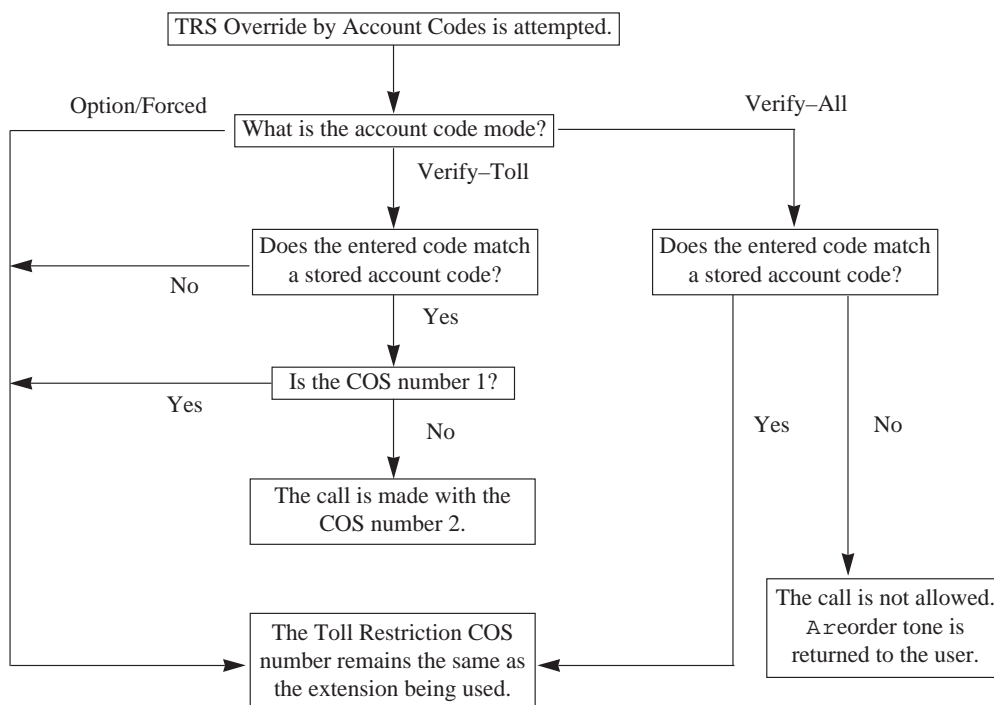 TRS Override by Account Codes is attempted.
Option/Forced
Verify–All
What is the account code mode?
Verify–Toll
Does the entered code match
a stored account code?
Does the entered code match
a stored account code?
No
Yes
Is the COS number 1?
Yes
No
Yes
No
The call is made with the
COS number 2.
The call is not allowed.
Areorder tone is
returned to the user.
The Toll Restriction COS
number remains the same as
the extension being used.